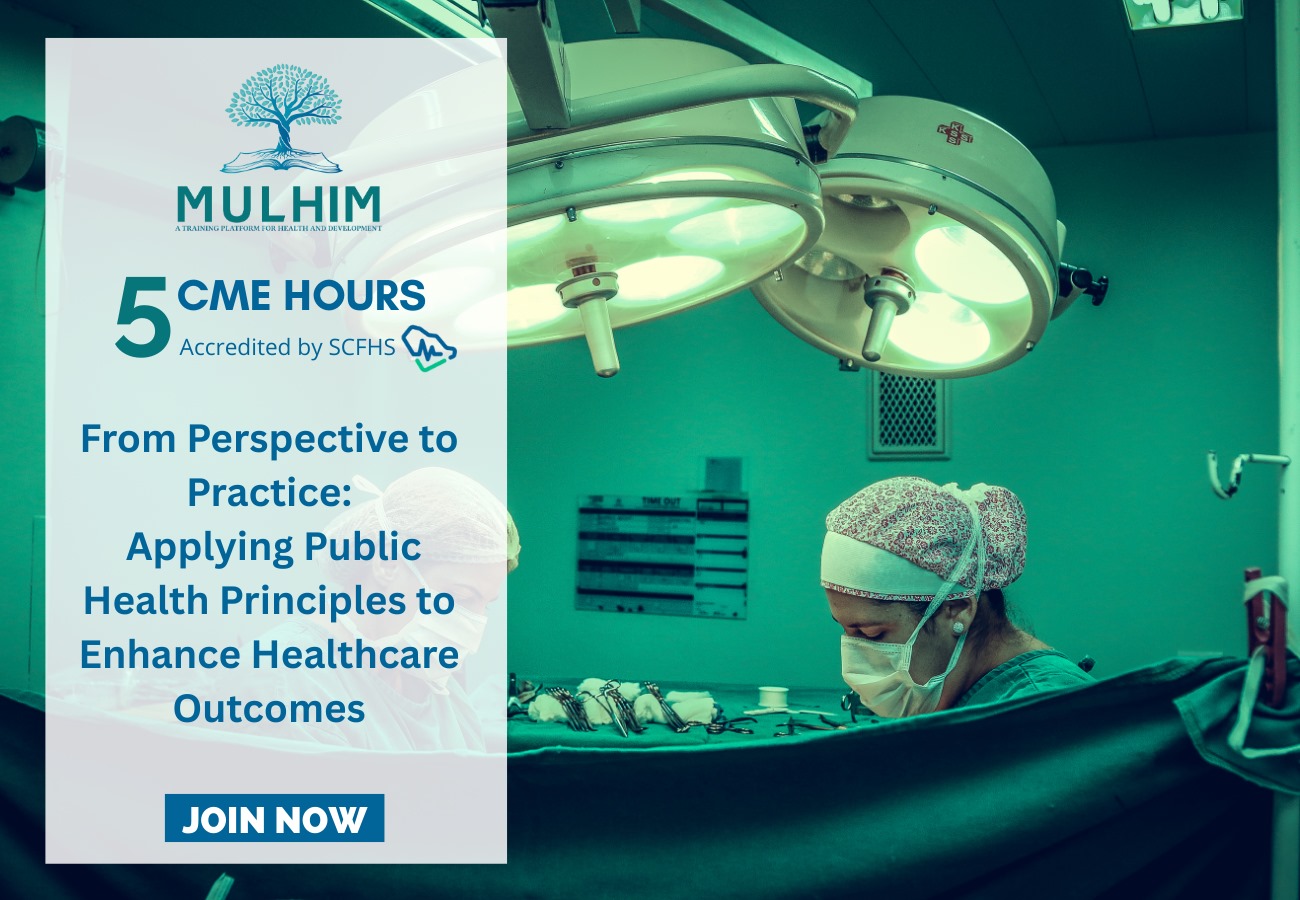 MULHIM
A TRAINING PLATFORM FOR HEALTH AND DEVELOPMENT
5 CME HOURS
Accredited by SCFHS
From Perspective to
Practice:
Applying Public
Health Principles to
Enhance Healthcare
Outcomes
JOIN NOW
TIME OUT